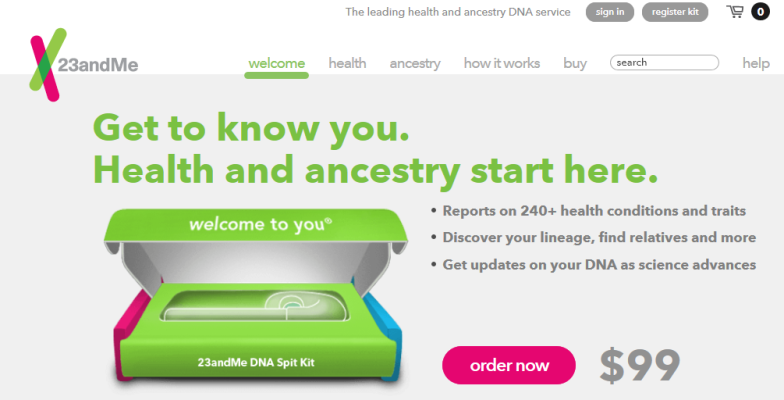 The leading health and ancestry DNA service sign in register kit 0
23andMe welcome health ancestry how it works buy search help
Get to know you.
Health and ancestry start here.
welcome to you®
• Reports on 240+ health conditions and traits
• Discover your lineage, find relatives and more
• Get updates on your DNA as science advances
23andMe DNA Spit Kit
order now $99